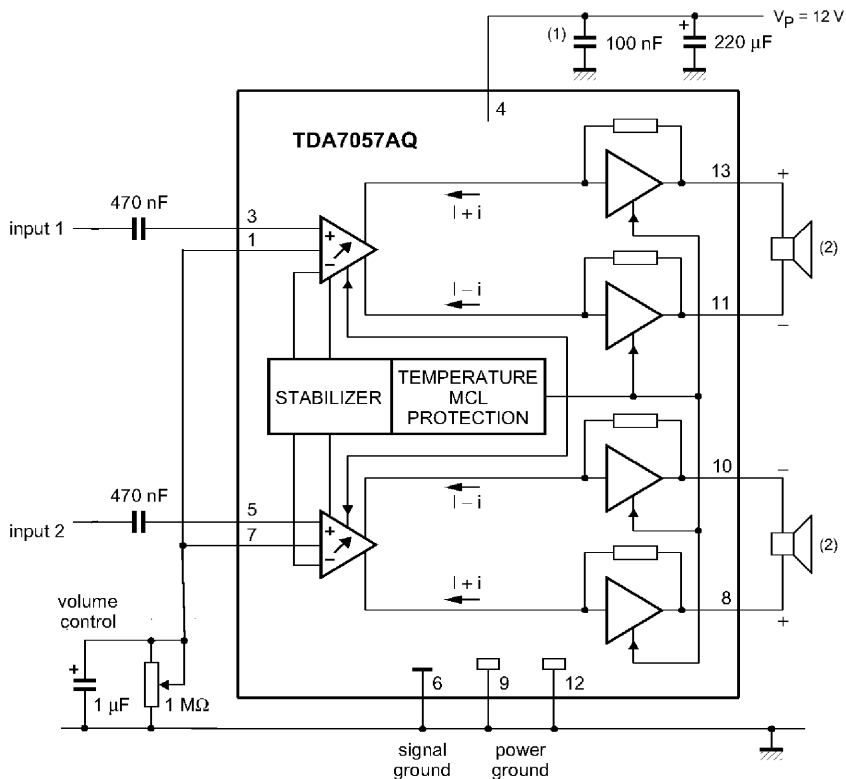 V_P = 12 V
(1)
100 nF
+
220 μF
4
TDA7057AQ
13
+
470 nF
input 1
3
1
+
−
I + i
(2)
I − i
11
−
STABILIZER
TEMPERATURE
MCL
PROTECTION
470 nF
10
−
I − i
input 2
5
7
+
−
(2)
I + i
8
+
volume
control
+
1 μF
1 MΩ
6
9
12
signal
ground
power
ground